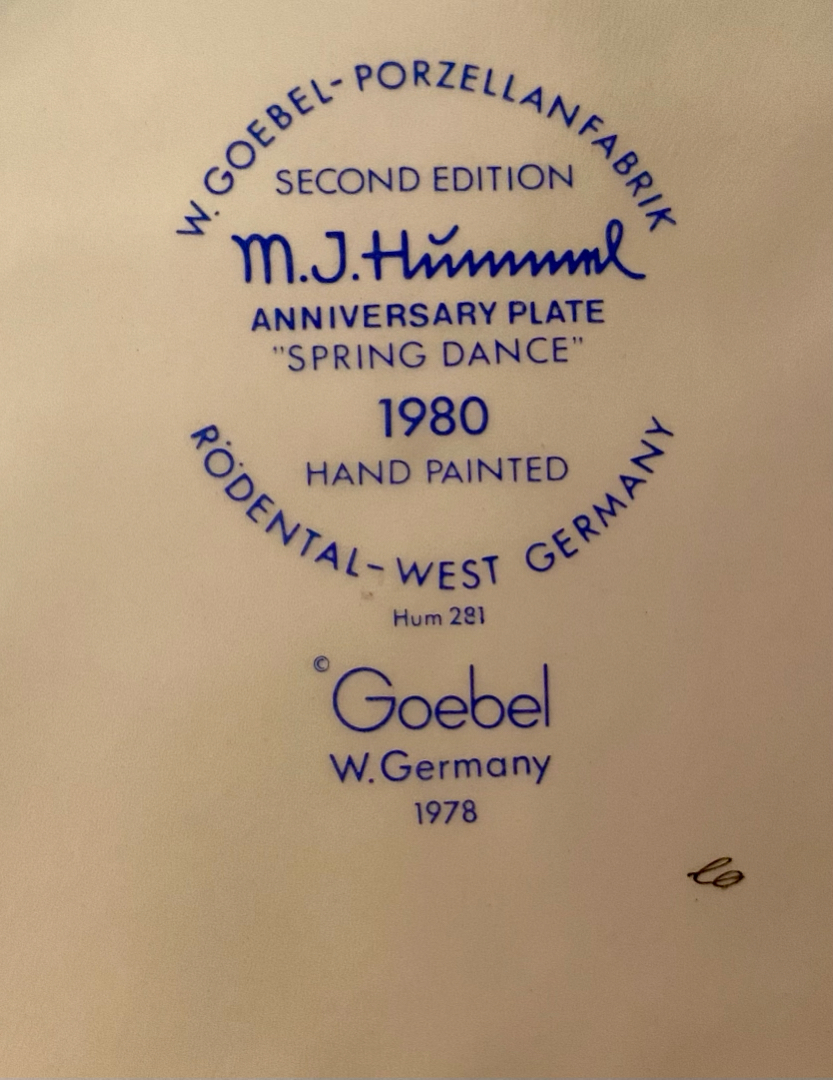 W. GOEBEL-PORZELLANFABRIK
SECOND EDITION
M.J.Hummel
ANNIVERSARY PLATE
"SPRING DANCE"
1980
HAND PAINTED
RÖDENTAL-WEST GERMANY
Hum 281
© Goebel
W.Germany
1978